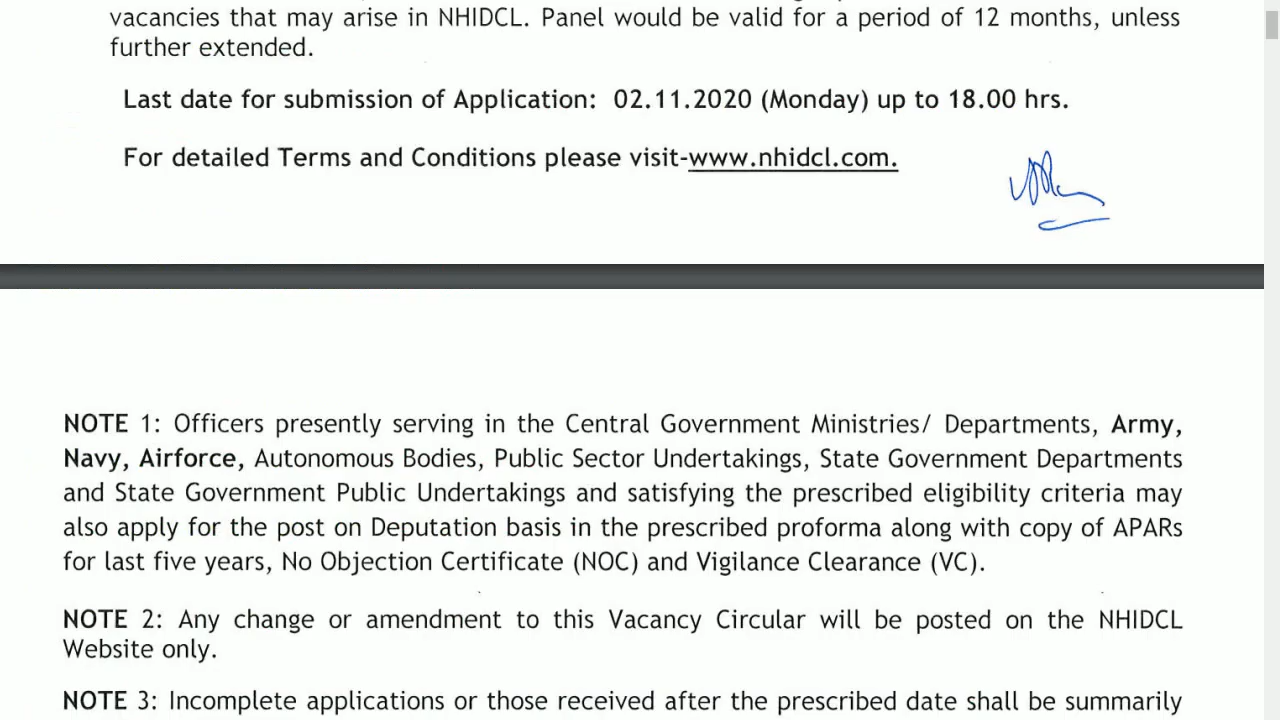 vacancies that may arise in NHIDCL. Panel would be valid for a period of 12 months, unless
further extended.
Last date for submission of Application: 02.11.2020 (Monday) up to 18.00 hrs.
For detailed Terms and Conditions please visit-www.nhidcl.com.
NOTE 1: Officers presently serving in the Central Government Ministries/ Departments, Army,
Navy, Airforce, Autonomous Bodies, Public Sector Undertakings, State Government Departments
and State Government Public Undertakings and satisfying the prescribed eligibility criteria may
also apply for the post on Deputation basis in the prescribed proforma along with copy of APARs
for last five years, No Objection Certificate (NOC) and Vigilance Clearance (VC).
NOTE 2: Any change or amendment to this Vacancy Circular will be posted on the NHIDCL
Website only.
NOTE 3: Incomplete applications or those received after the prescribed date shall be summarily